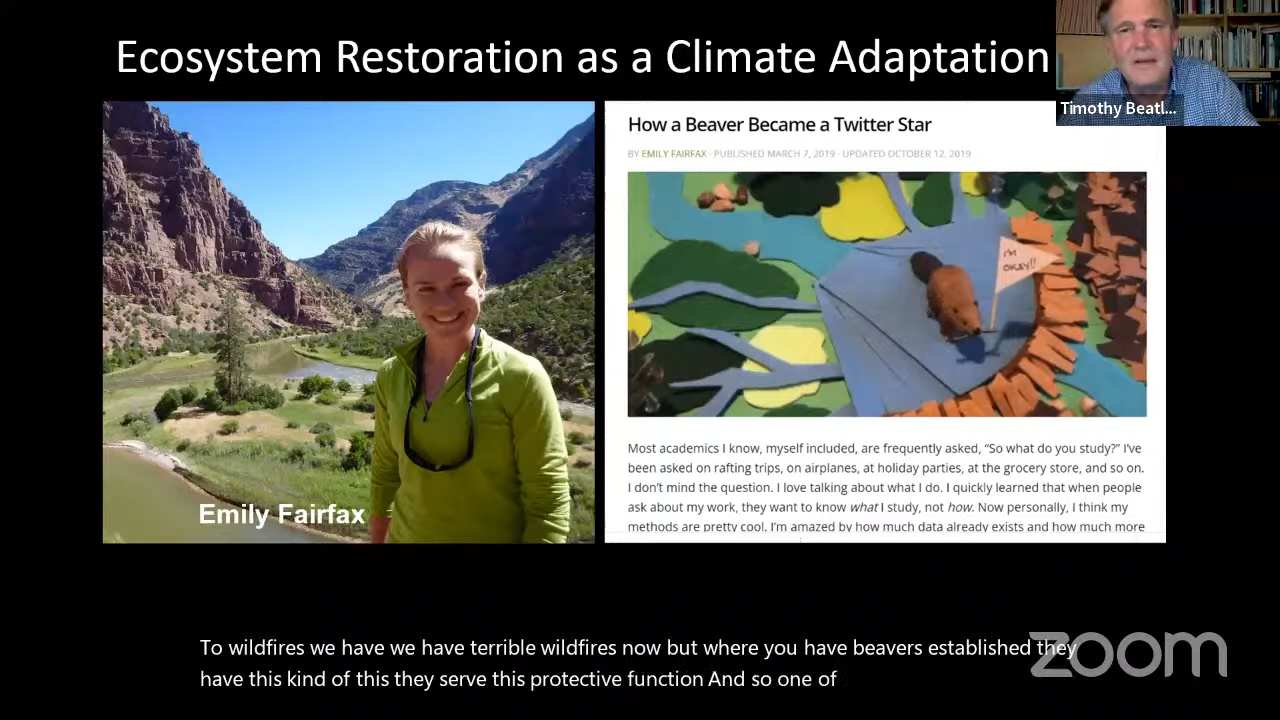 Ecosystem Restoration as a Climate Adaptation
Timothy Beatl...
How a Beaver Became a Twitter Star
BY EMILY FAIRFAX · PUBLISHED MARCH 7, 2019 · UPDATED OCTOBER 12, 2019
I'm
OKAY!!
Most academics I know, myself included, are frequently asked, “So what do you study?” I’ve
been asked on rafting trips, on airplanes, at holiday parties, at the grocery store, and so on.
I don’t mind the question. I love talking about what I do. I quickly learned that when people
ask about my work, they want to know what I study, not how. Now personally, I think my
methods are pretty cool. I’m amazed by how much data already exists and how much more
Emily Fairfax
To wildfires we have we have terrible wildfires now but where you have beavers established they
have this kind of this they serve this protective function And so one of
zoom